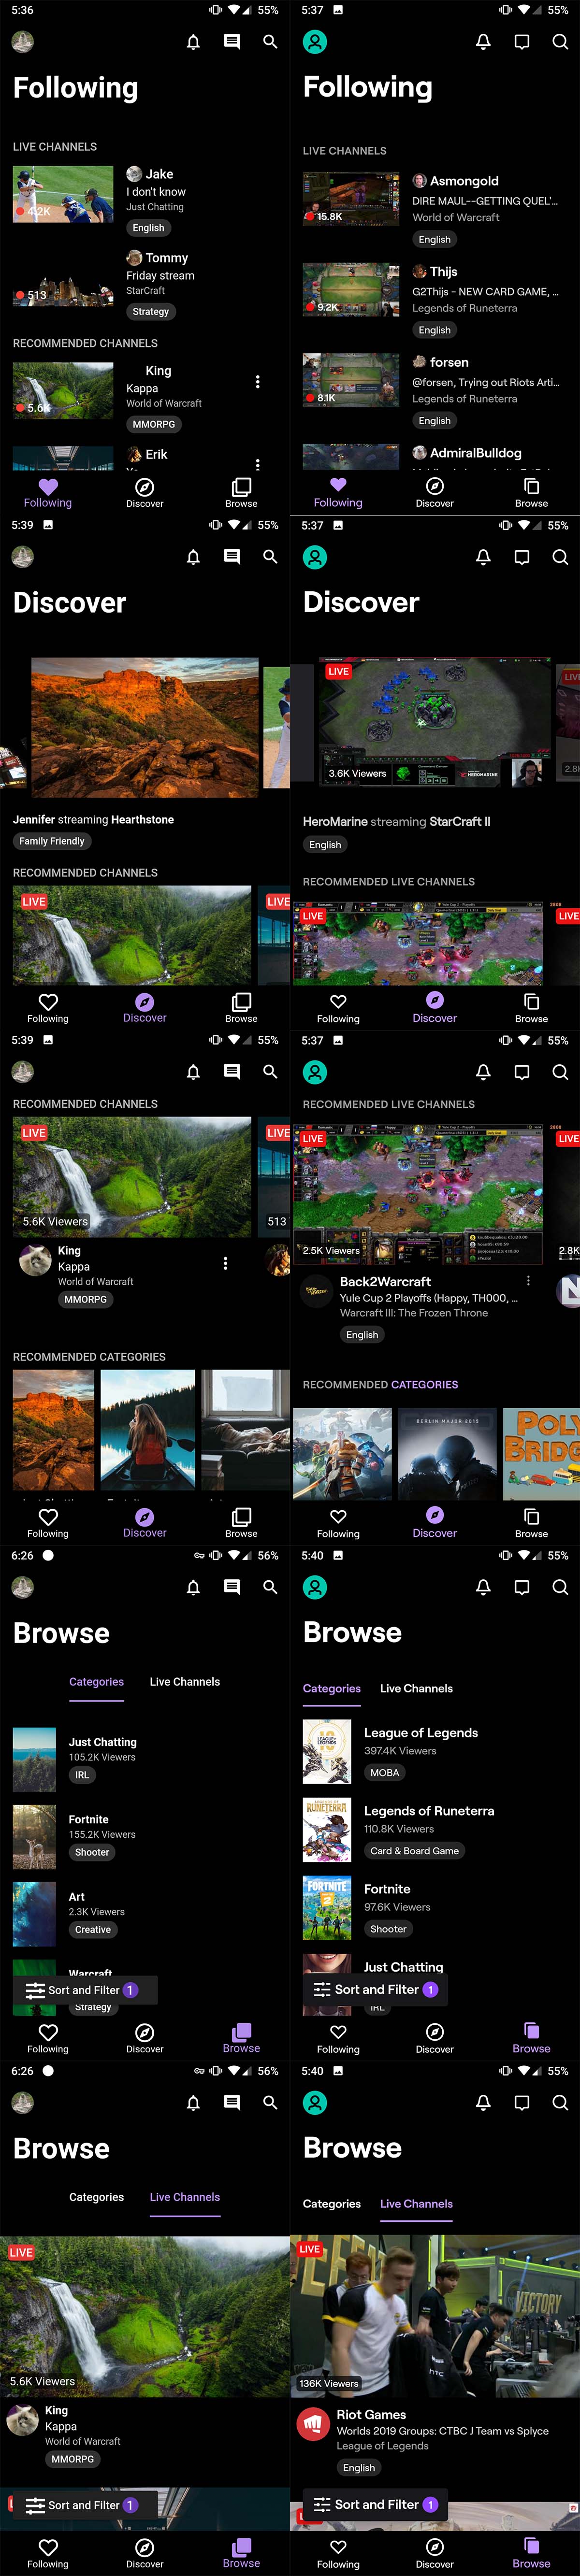 5:36
55%
Following
LIVE CHANNELS
4.2K
Jake
I don't know
Just Chatting
English
513
Tommy
Friday stream
StarCraft
Strategy
RECOMMENDED CHANNELS
5.6K
King
Kappa
World of Warcraft
MMORPG
Erik
Following
Discover
Browse
5:37
55%
Following
LIVE CHANNELS
15.8K
Asmongold
DIRE MAUL--GETTING QUEL'...
World of Warcraft
English
9.2K
Thijs
G2Thijs - NEW CARD GAME, ...
Legends of Runeterra
English
8.1K
forsen
@forsen, Trying out Riots Arti...
Legends of Runeterra
English
AdmiralBulldog
Following
Discover
Browse
5:39
55%
Discover
Jennifer streaming Hearthstone
Family Friendly
RECOMMENDED CHANNELS
LIVE
LIVE
Following
Discover
Browse
5:37
55%
Discover
LIVE
3.6K Viewers
HEROMARINE
LIVE
2.8K
HeroMarine streaming StarCraft II
English
RECOMMENDED LIVE CHANNELS
LIVE
LIVE
Following
Discover
Browse
5:39
55%
RECOMMENDED CHANNELS
LIVE
LIVE
5.6K Viewers
513
King
Kappa
World of Warcraft
MMORPG
RECOMMENDED CATEGORIES
Following
Discover
Browse
5:37
55%
RECOMMENDED LIVE CHANNELS
LIVE
LIVE
2.5K Viewers
2.8K
Back2Warcraft
Yule Cup 2 Playoffs (Happy, TH000, ...
Warcraft III: The Frozen Throne
English
RECOMMENDED CATEGORIES
BERLIN MAJOR 2019
POLY
BRIDG
Following
Discover
Browse
6:26
56%
Browse
Categories
Live Channels
Just Chatting
105.2K Viewers
IRL
Fortnite
155.2K Viewers
Shooter
Art
2.3K Viewers
Creative
Warcraft
Sort and Filter 1
Strategy
Following
Discover
Browse
5:40
55%
Browse
Categories
Live Channels
League of Legends
397.4K Viewers
MOBA
RUNETERRA
Legends of Runeterra
110.8K Viewers
Card & Board Game
FORTNITE
2
Fortnite
97.6K Viewers
Shooter
Just Chatting
Sort and Filter 1
IRL
Following
Discover
Browse
6:26
56%
Browse
Categories
Live Channels
LIVE
5.6K Viewers
King
Kappa
World of Warcraft
MMORPG
Sort and Filter 1
Following
Discover
Browse
5:40
55%
Browse
Categories
Live Channels
LIVE
VICTORY
hTC
136K Viewers
Riot Games
Worlds 2019 Groups: CTBC J Team vs Splyce
League of Legends
English
Sort and Filter 1
Following
Discover
Browse